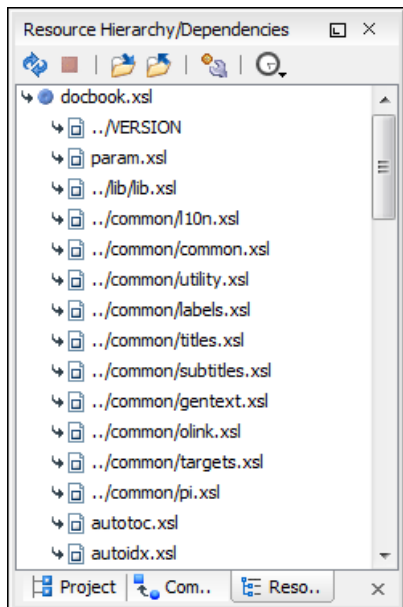 Resource Hierarchy/Dependencies
docbook.xsl
../VERSION
param.xsl
../lib/lib.xsl
../common/l10n.xsl
../common/common.xsl
../common/utility.xsl
../common/labels.xsl
../common/titles.xsl
../common/subtitles.xsl
../common/gentext.xsl
../common/olink.xsl
../common/targets.xsl
../common/pi.xsl
autotoc.xsl
autoidx.xsl
Project Com.. Reso..